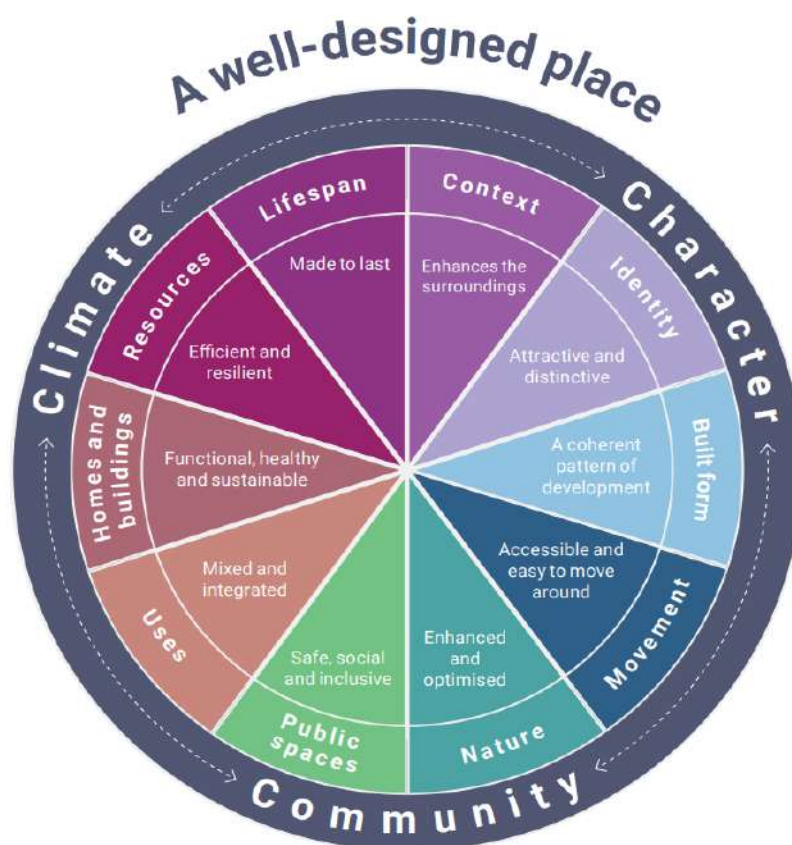 A well-designed place
Climate
Character
Community
Context
Enhances the
surroundings
Identity
Attractive and
distinctive
Built form
A coherent
pattern of
development
Movement
Accessible and
easy to move
around
Nature
Enhanced
and
optimised
Public
spaces
Safe, social
and inclusive
Uses
Mixed and
integrated
Homes and
buildings
Functional, healthy
and sustainable
Resources
Efficient and
resilient
Lifespan
Made to last